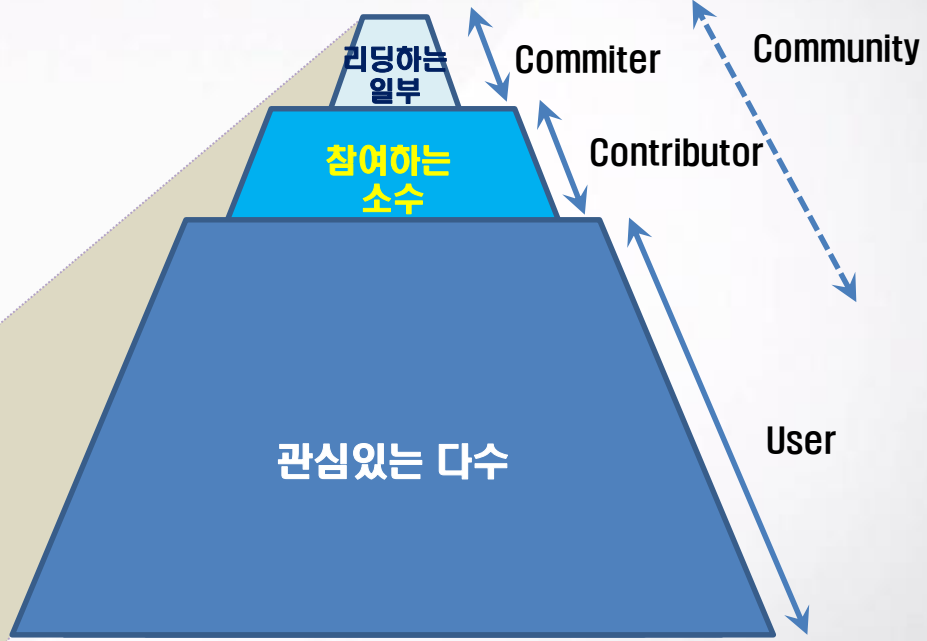 리딩하는
일부
Commiter
Community
참여하는
소수
Contributor
관심있는 다수
User